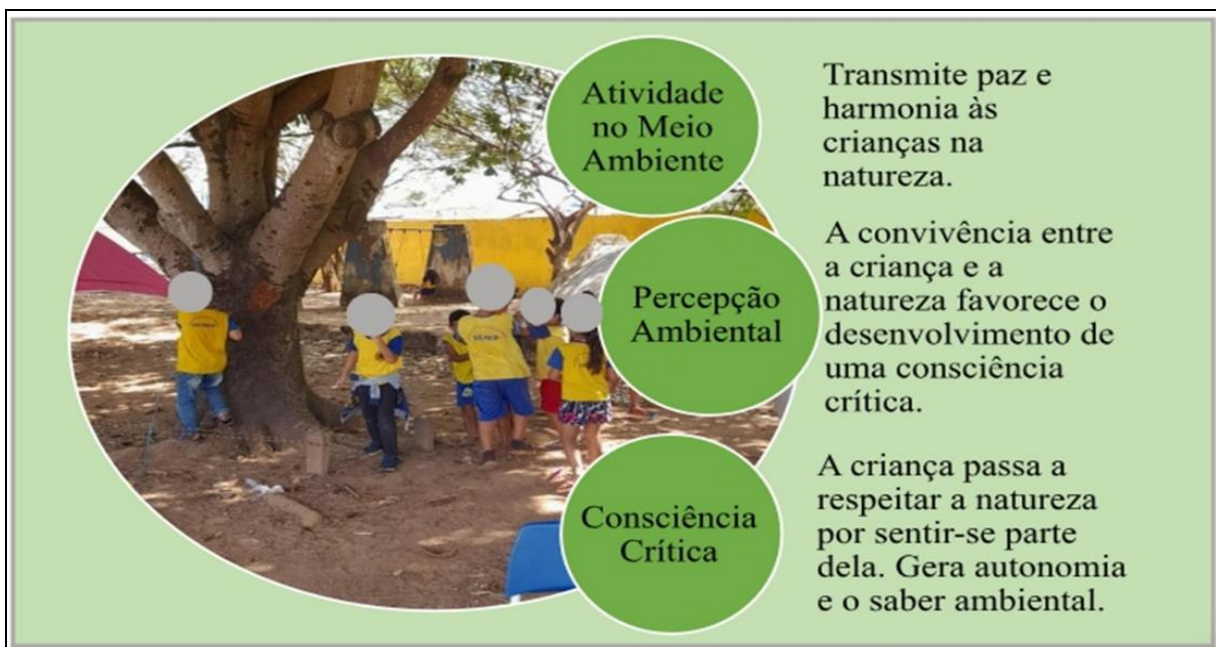 Atividade
no Meio
Ambiente
Transmite paz e
harmonia às
crianças na
natureza.
Percepção
Ambiental
A convivência entre
a criança e a
natureza favorece o
desenvolvimento de
uma consciência
crítica.
Consciência
Crítica
A criança passa a
respeitar a natureza
por sentir-se parte
dela. Gera autonomia
e o saber ambiental.